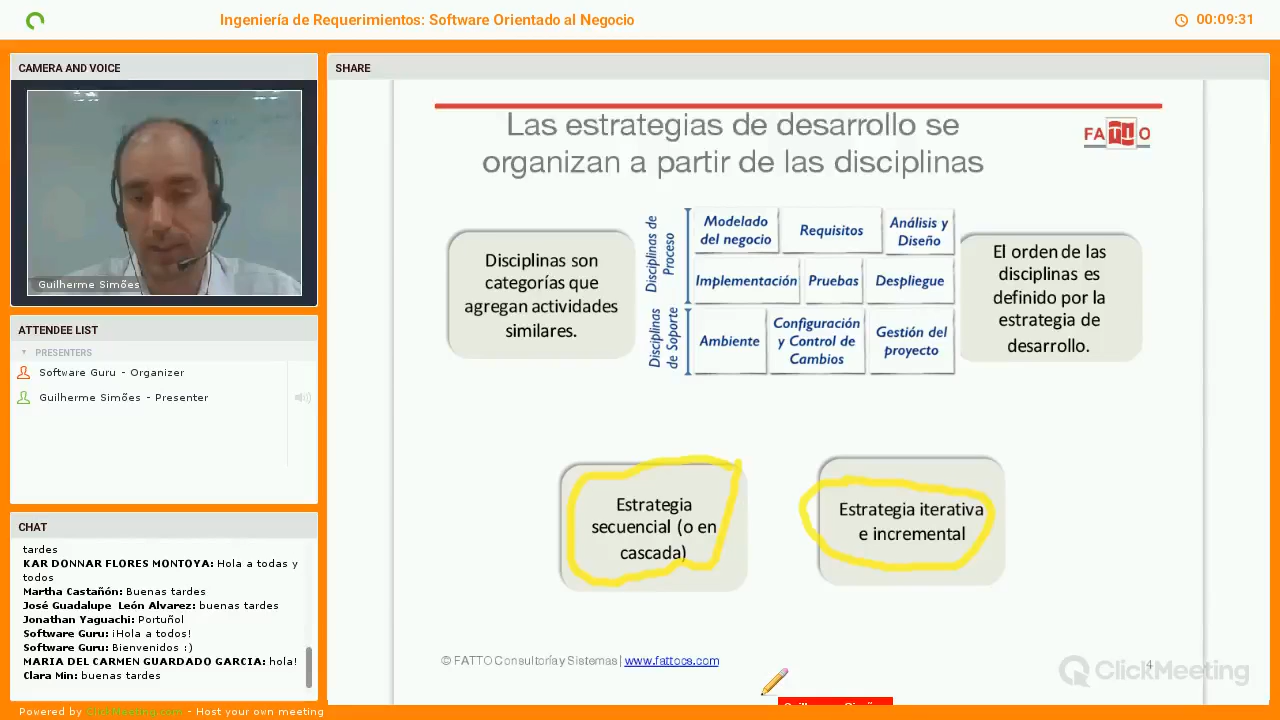 Ingeniería de Requerimientos: Software Orientado al Negocio
00:09:31
CAMERA AND VOICE
Guilherme Simões
ATTENDEE LIST
PRESENTERS
Software Guru - Organizer
Guilherme Simões - Presenter
CHAT
tardes
KAR DONNAR FLORES MONTOYA: Hola a todas y
todos
Martha Castañón: Buenas tardes
José Guadalupe León Alvarez: buenas tardes
Jonathan Yaguachi: Portuñol
Software Guru: ¡Hola a todos!
Software Guru: Bienvenidos :)
MARIA DEL CARMEN GUARDADO GARCIA: hola!
Clara Min: buenas tardes
Powered by ClickMeeting.com - Host your own meeting
SHARE
Las estrategias de desarrollo se
organizan a partir de las disciplinas
FATTO
Disciplinas son
categorías que
agregan actividades
similares.
Disciplinas de
Proceso
Modelado
del negocio
Requisitos
Análisis y
Diseño
Implementación
Pruebas
Despliegue
Disciplinas
de Soporte
Ambiente
Configuración
y Control de
Cambios
Gestión del
proyecto
El orden de las
disciplinas es
definido por la
estrategia de
desarrollo.
Estrategia
secuencial (o en
cascada)
Estrategia iterativa
e incremental
© FATTO Consultoría y Sistemas | www.fattocs.com
4
ClickMeeting